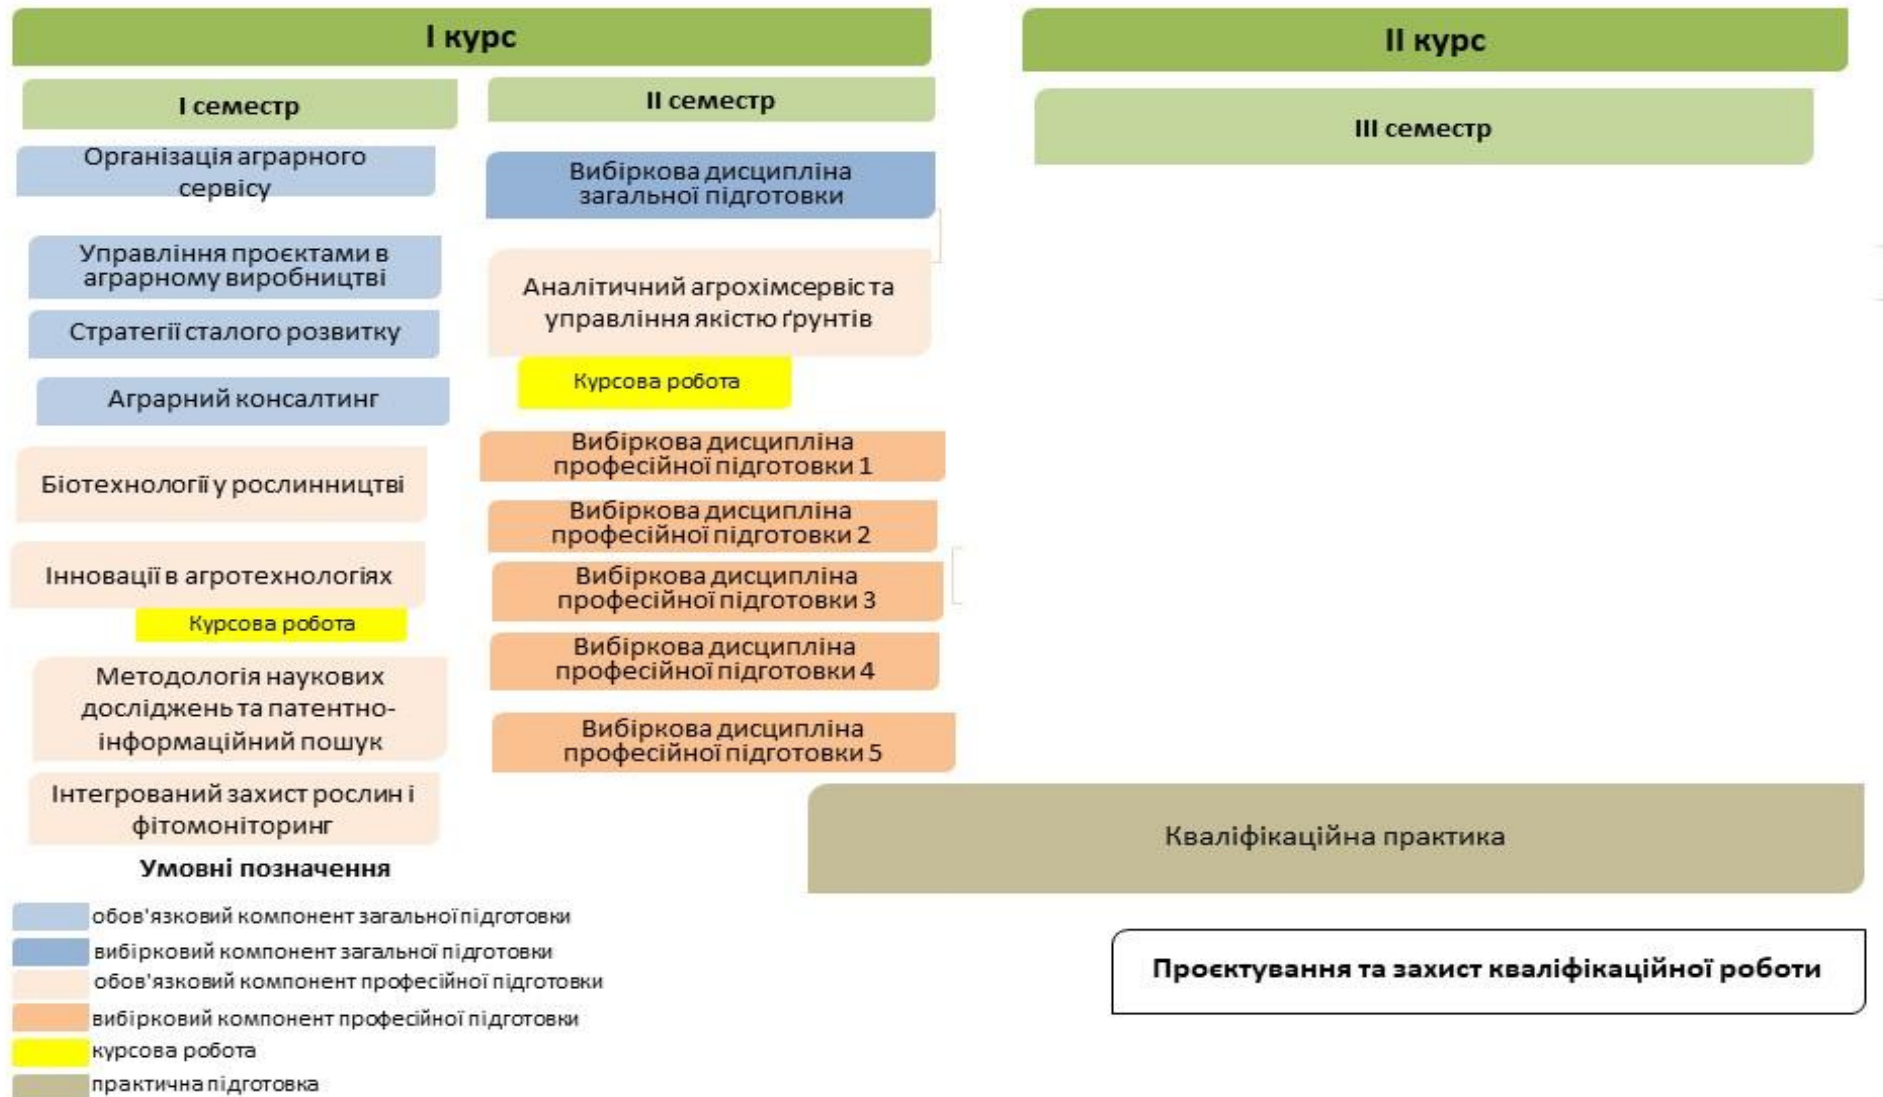 І курс
І семестр
Організація аграрного
сервісу
Управління проєктами в
аграрному виробництві
Стратегії сталого розвитку
Аграрний консалтинг
Біотехнології у рослинництві
Інновації в агротехнологіях
Курсова робота
Методологія наукових
досліджень та патентно-
інформаційний пошук
Інтегрований захист рослин і
фітомоніторинг
ІІ семестр
Вибіркова дисципліна
загальної підготовки
Аналітичний агрохімсервіс та
управління якістю ґрунтів
Курсова робота
Вибіркова дисципліна
професійної підготовки 1
Вибіркова дисципліна
професійної підготовки 2
Вибіркова дисципліна
професійної підготовки 3
Вибіркова дисципліна
професійної підготовки 4
Вибіркова дисципліна
професійної підготовки 5
ІІ курс
ІІІ семестр
Кваліфікаційна практика
Проєктування та захист кваліфікаційної роботи
Умовні позначення
обов'язковий компонент загальної підготовки
вибірковий компонент загальної підготовки
обов'язковий компонент професійної підготовки
вибірковий компонент професійної підготовки
курсова робота
практична підготовка